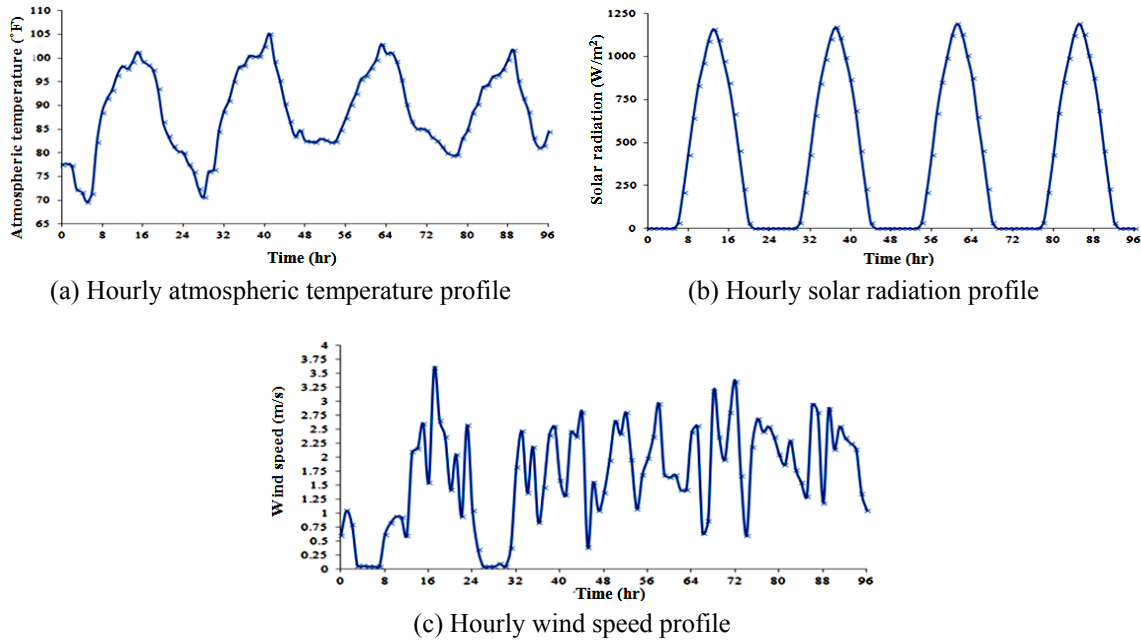 Atmospheric temperature (˚F)
105
100
95
90
85
80
75
70
65
0 8 16 24 32 40 48 56 64 72 80 88 96
Time (hr)
(a) Hourly atmospheric temperature profile
Solar radiation (W/m²)
1250
1000
750
500
250
0
0 8 16 24 32 40 48 56 64 72 80 88 96
Time (hr)
(b) Hourly solar radiation profile
Wind speed (m/s)
4
3.75
3.5
3.25
3
2.75
2.5
2.25
2
1.75
1.5
1.25
1
0.75
0.5
0.25
0
0 8 16 24 32 40 48 56 64 72 80 88 96
Time (hr)
(c) Hourly wind speed profile